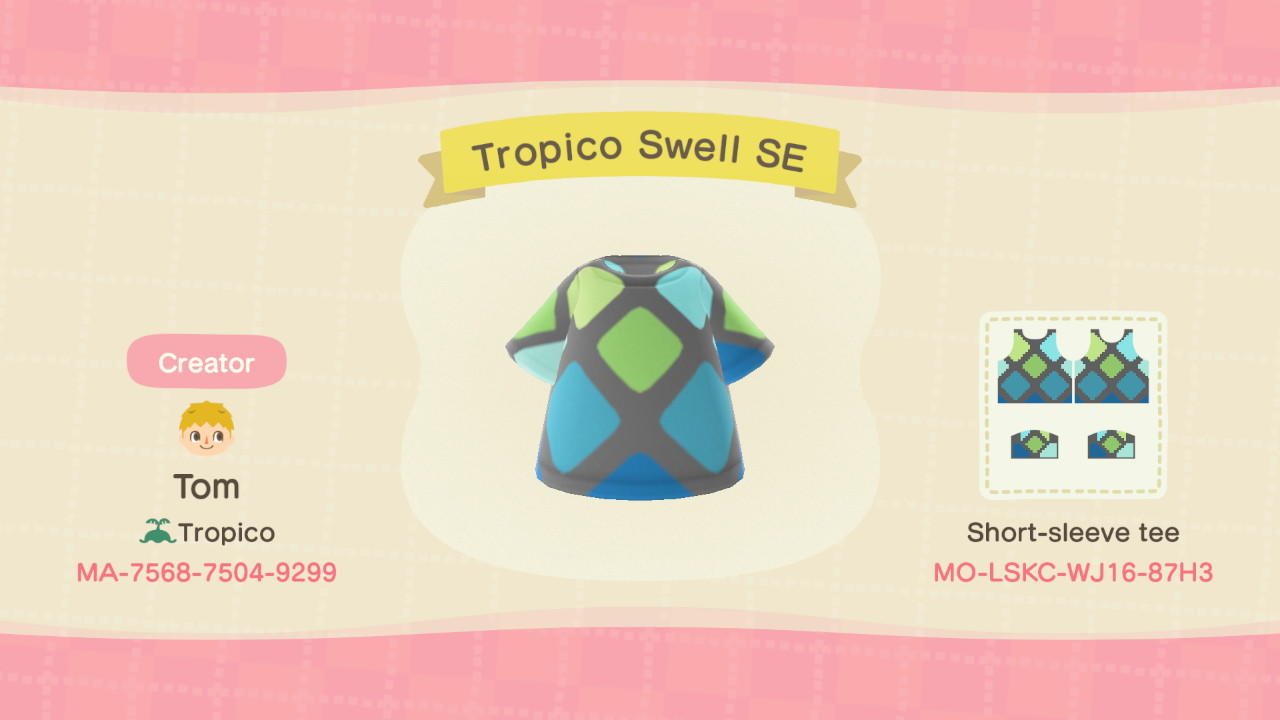 Tropico Swell SE
Creator
Tom
Tropico
MA-7568-7504-9299
Short-sleeve tee
MO-LSKC-WJ16-87H3